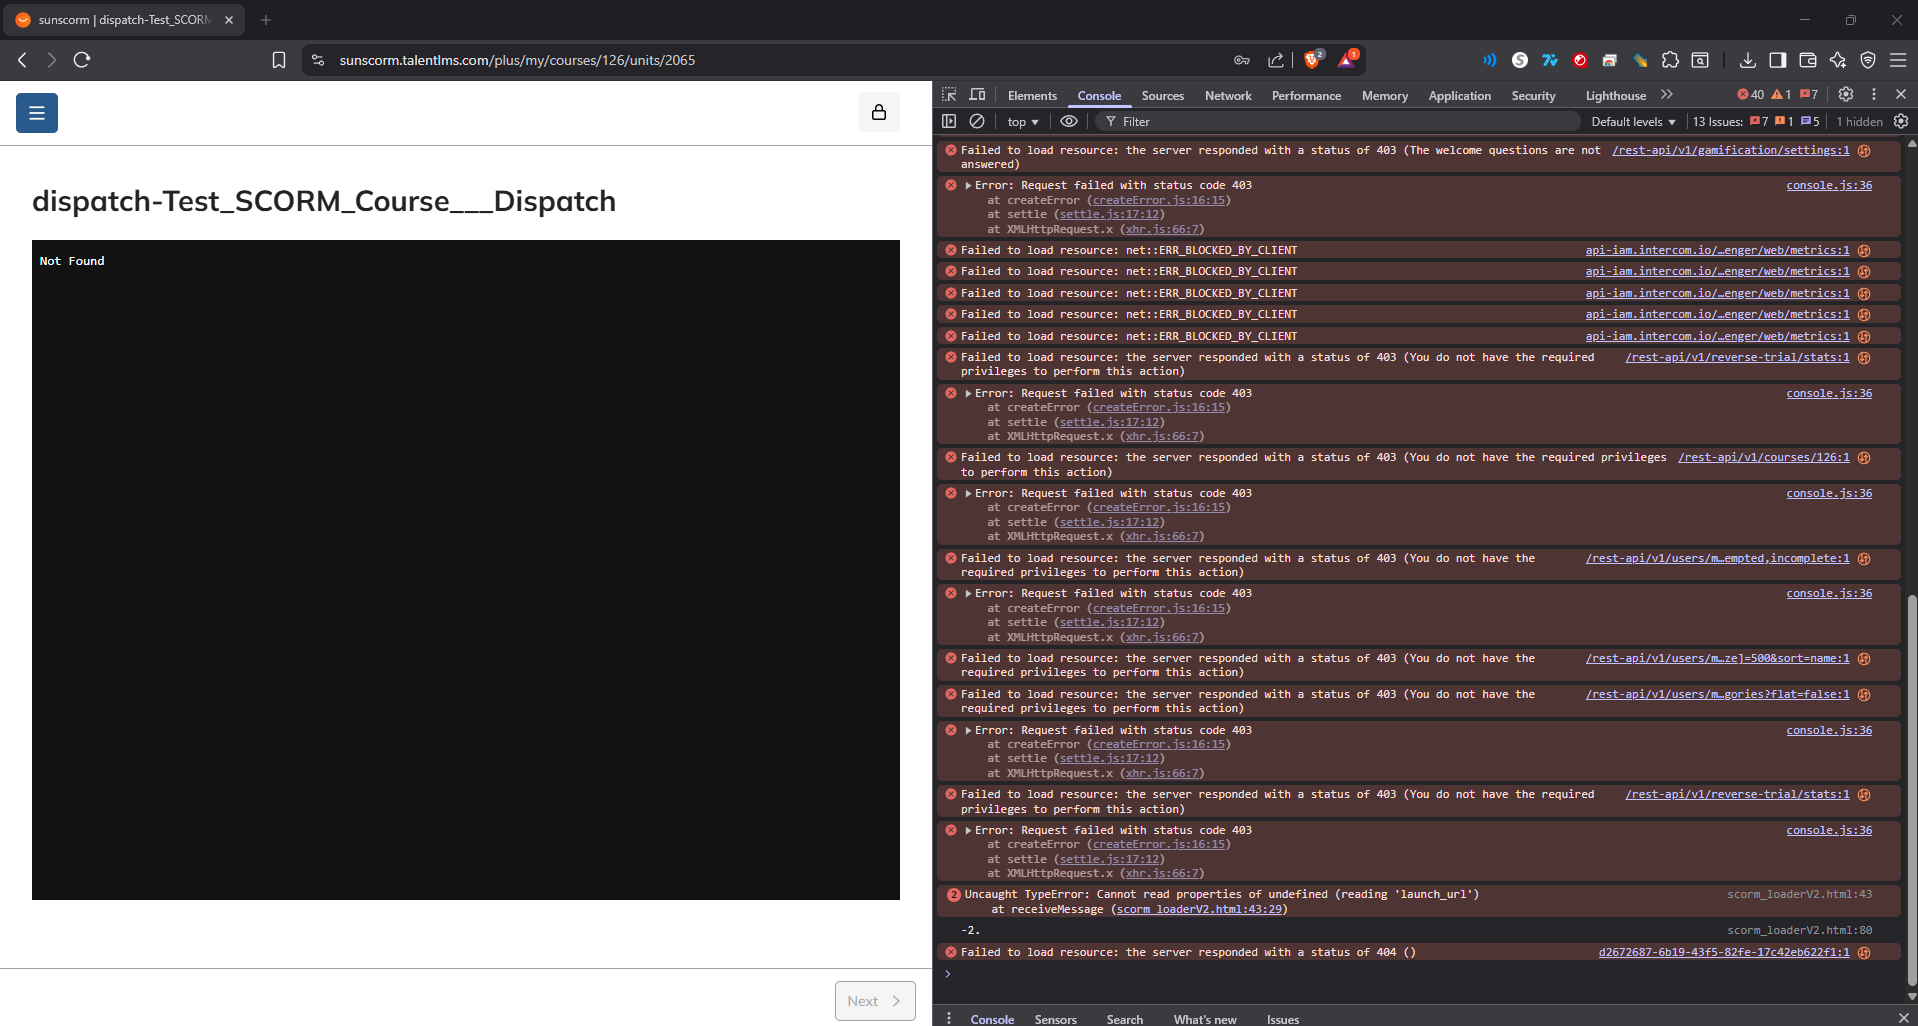 sunscorm | dispatch-Test_SCORM
sunscorm.talentlms.com/plus/my/courses/126/units/2065
2
1
dispatch-Test_SCORM_Course___Dispatch
Not Found
Next
Elements Console Sources Network Performance Memory Application Security Lighthouse 40 1 7
top Filter Default levels 13 Issues: 7 1 5 1 hidden
Failed to load resource: the server responded with a status of 403 (The welcome questions are not /rest-api/v1/gamification/settings:1
answered)
Error: Request failed with status code 403 console.js:36
at createError (createError.js:16:15)
at settle (settle.js:17:12)
at XMLHttpRequest.x (xhr.js:66:7)
Failed to load resource: net::ERR_BLOCKED_BY_CLIENT api-iam.intercom.io/…enger/web/metrics:1
Failed to load resource: net::ERR_BLOCKED_BY_CLIENT api-iam.intercom.io/…enger/web/metrics:1
Failed to load resource: net::ERR_BLOCKED_BY_CLIENT api-iam.intercom.io/…enger/web/metrics:1
Failed to load resource: net::ERR_BLOCKED_BY_CLIENT api-iam.intercom.io/…enger/web/metrics:1
Failed to load resource: net::ERR_BLOCKED_BY_CLIENT api-iam.intercom.io/…enger/web/metrics:1
Failed to load resource: the server responded with a status of 403 (You do not have the required /rest-api/v1/reverse-trial/stats:1
privileges to perform this action)
Error: Request failed with status code 403 console.js:36
at createError (createError.js:16:15)
at settle (settle.js:17:12)
at XMLHttpRequest.x (xhr.js:66:7)
Failed to load resource: the server responded with a status of 403 (You do not have the required privileges /rest-api/v1/courses/126:1
to perform this action)
Error: Request failed with status code 403 console.js:36
at createError (createError.js:16:15)
at settle (settle.js:17:12)
at XMLHttpRequest.x (xhr.js:66:7)
Failed to load resource: the server responded with a status of 403 (You do not have the /rest-api/v1/users/m…empted,incomplete:1
required privileges to perform this action)
Error: Request failed with status code 403 console.js:36
at createError (createError.js:16:15)
at settle (settle.js:17:12)
at XMLHttpRequest.x (xhr.js:66:7)
Failed to load resource: the server responded with a status of 403 (You do not have the /rest-api/v1/users/m…ze]=500&sort=name:1
required privileges to perform this action)
Failed to load resource: the server responded with a status of 403 (You do not have the /rest-api/v1/users/m…gories?flat=false:1
required privileges to perform this action)
Error: Request failed with status code 403 console.js:36
at createError (createError.js:16:15)
at settle (settle.js:17:12)
at XMLHttpRequest.x (xhr.js:66:7)
Failed to load resource: the server responded with a status of 403 (You do not have the required /rest-api/v1/reverse-trial/stats:1
privileges to perform this action)
Error: Request failed with status code 403 console.js:36
at createError (createError.js:16:15)
at settle (settle.js:17:12)
at XMLHttpRequest.x (xhr.js:66:7)
2 Uncaught TypeError: Cannot read properties of undefined (reading 'launch_url') scorm_loaderV2.html:43
at receiveMessage (scorm_loaderV2.html:43:29)
-2. scorm_loaderV2.html:80
Failed to load resource: the server responded with a status of 404 () d2672687-6b19-43f5-82fe-17c42eb622f1:1
Console Sensors Search What's new Issues